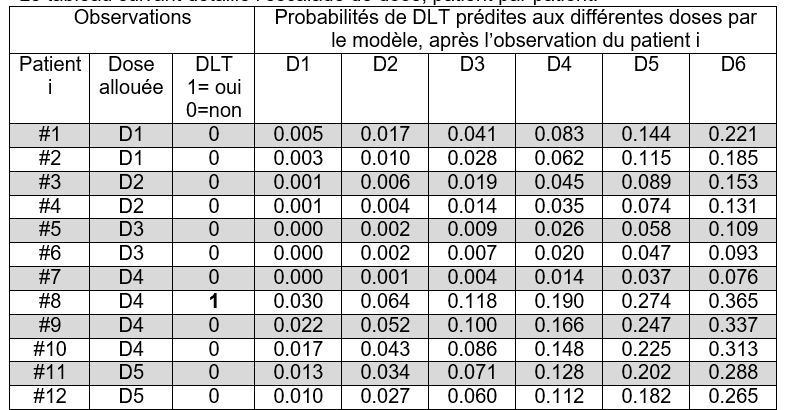 Le tableau suivant détaille l'escalade de dose, patient par patient.
Observations Probabilités de DLT prédites aux différentes doses par
le modèle, après l'observation du patient i
Patient Dose DLT D1 D2 D3 D4 D5 D6
i allouée 1= oui
0=non
#1 D1 0 0.005 0.017 0.041 0.083 0.144 0.221
#2 D1 0 0.003 0.010 0.028 0.062 0.115 0.185
#3 D2 0 0.001 0.006 0.019 0.045 0.089 0.153
#4 D2 0 0.001 0.004 0.014 0.035 0.074 0.131
#5 D3 0 0.000 0.002 0.009 0.026 0.058 0.109
#6 D3 0 0.000 0.002 0.007 0.020 0.047 0.093
#7 D4 0 0.000 0.001 0.004 0.014 0.037 0.076
#8 D4 1 0.030 0.064 0.118 0.190 0.274 0.365
#9 D4 0 0.022 0.052 0.100 0.166 0.247 0.337
#10 D4 0 0.017 0.043 0.086 0.148 0.225 0.313
#11 D5 0 0.013 0.034 0.071 0.128 0.202 0.288
#12 D5 0 0.010 0.027 0.060 0.112 0.182 0.265